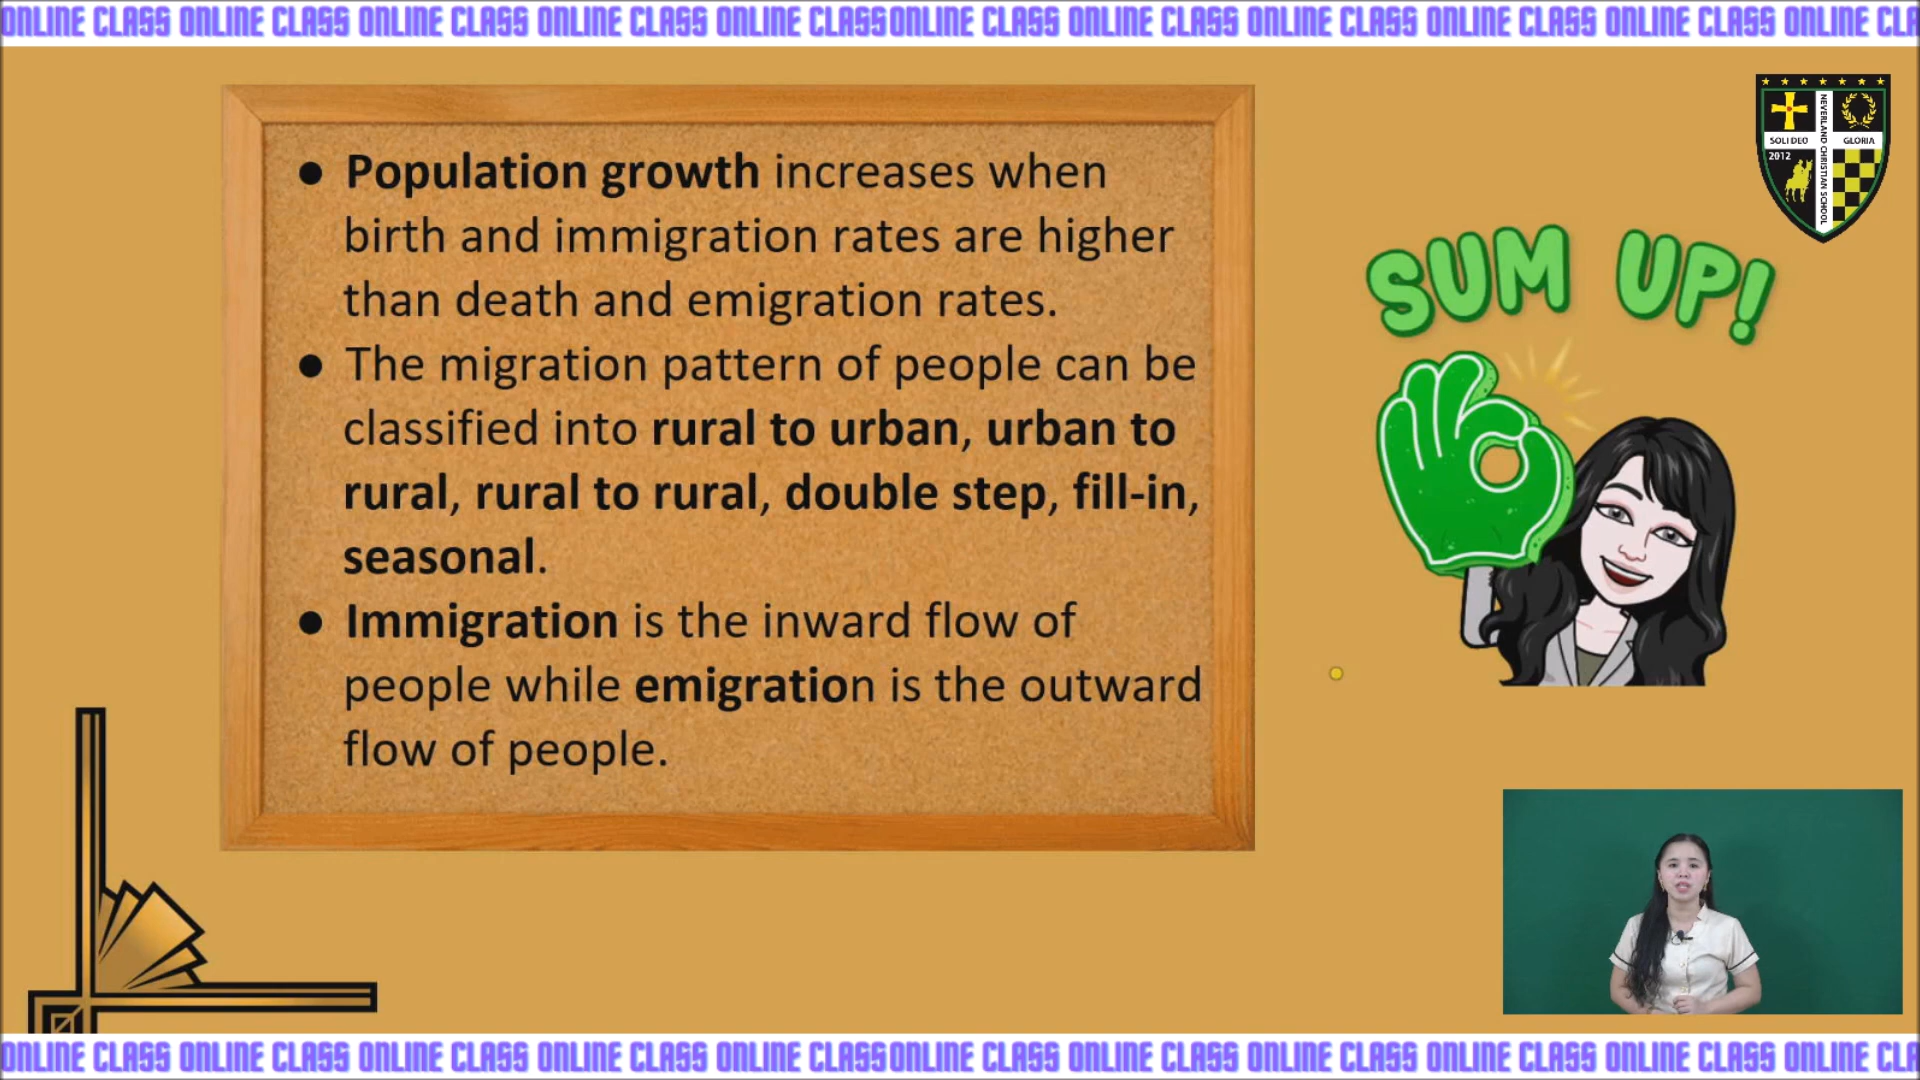 ONLINE CLASS ONLINE CLASS ONLINE CLASS ONLINE CLASS ONLINE CLASS ONLINE CLASS ONLINE CLASS ONLINE CLASS ONLINE CLASS ONLINE CLASS ONLINE CLA
● Population growth increases when
birth and immigration rates are higher
than death and emigration rates.
● The migration pattern of people can be
classified into rural to urban, urban to
rural, rural to rural, double step, fill-in,
seasonal.
● Immigration is the inward flow of
people while emigration is the outward
flow of people.
SOLI DEO GLORIA
2012
NEVERLAND CHRISTIAN SCHOOL
SUM UP!
ONLINE CLASS ONLINE CLASS ONLINE CLASS ONLINE CLASS ONLINE CLASS ONLINE CLASS ONLINE CLASS ONLINE CLASS ONLINE CLASS ONLINE CLASS ONLINE CLA